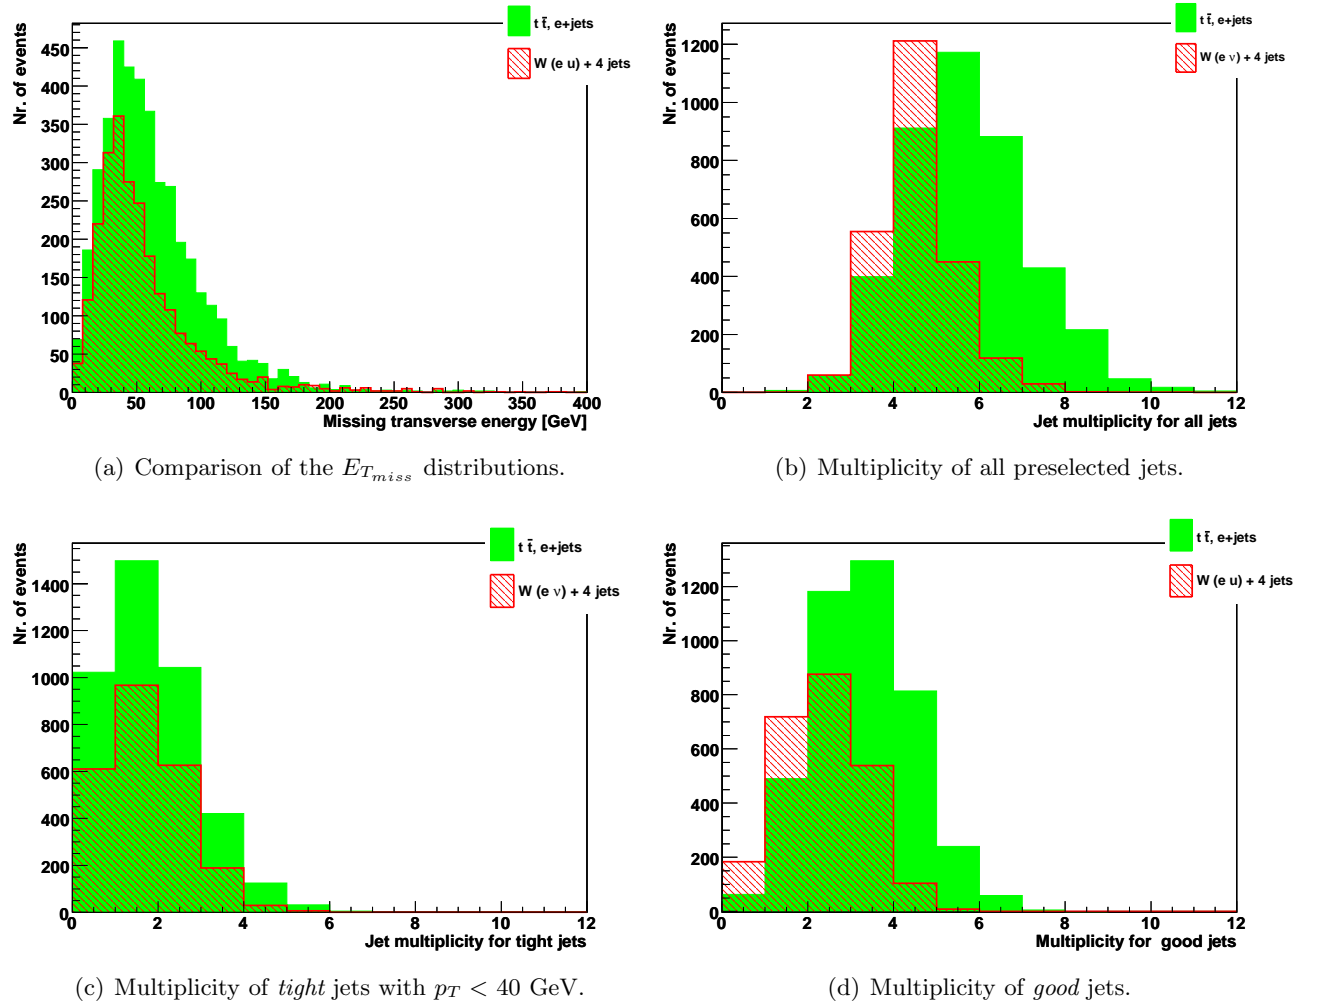 Nr. of events
450
400
350
300
250
200
150
100
50
0
0 50 100 150 200 250 300 350 400
Missing transverse energy [GeV]
t t̄, e+jets
W (e υ) + 4 jets
(a) Comparison of the E_{T_{miss}} distributions.
Nr. of events
1200
1000
800
600
400
200
0
0 2 4 6 8 10 12
Jet multiplicity for all jets
t t̄, e+jets
W (e ν) + 4 jets
(b) Multiplicity of all preselected jets.
Nr. of events
1400
1200
1000
800
600
400
200
0
0 2 4 6 8 10 12
Jet multiplicity for tight jets
t t̄, e+jets
W (e ν) + 4 jets
(c) Multiplicity of tight jets with p_T < 40 GeV.
Nr. of events
1200
1000
800
600
400
200
0
0 2 4 6 8 10 12
Multiplicity for good jets
t t̄, e+jets
W (e υ) + 4 jets
(d) Multiplicity of good jets.